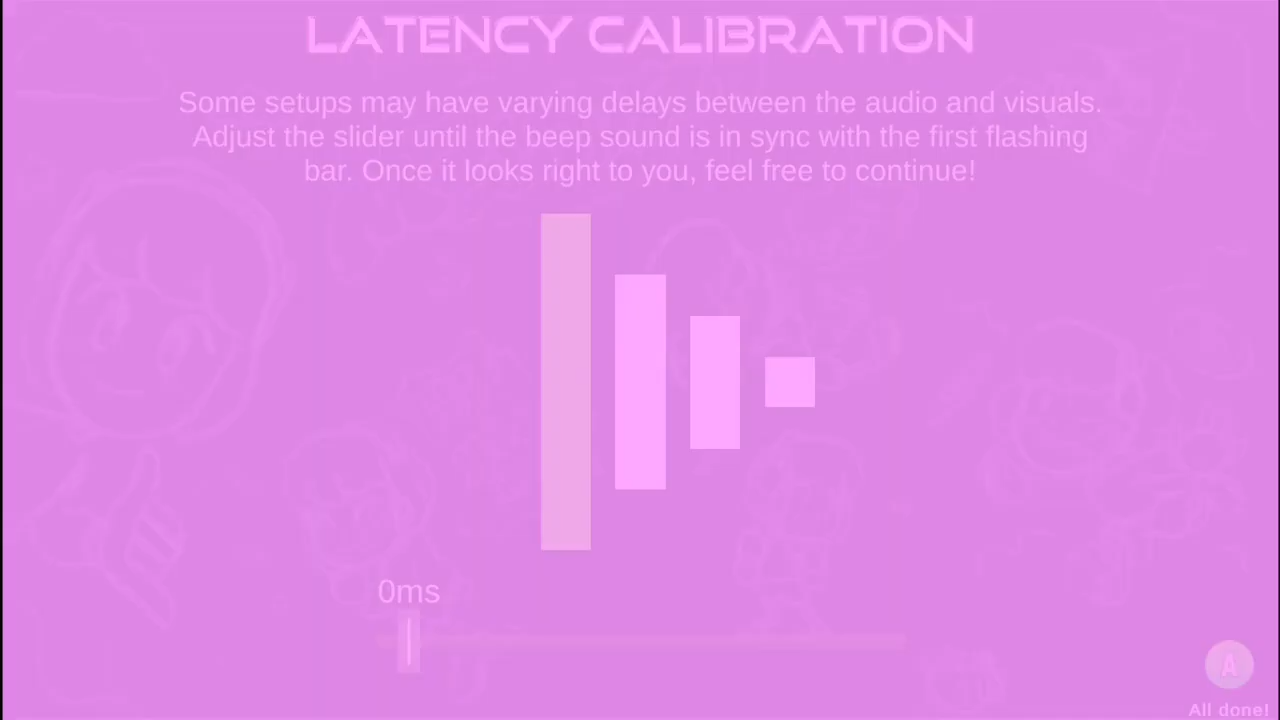 LATENCY CALIBRATION
Some setups may have varying delays between the audio and visuals.
Adjust the slider until the beep sound is in sync with the first flashing
bar. Once it looks right to you, feel free to continue!
0ms
A
All done!